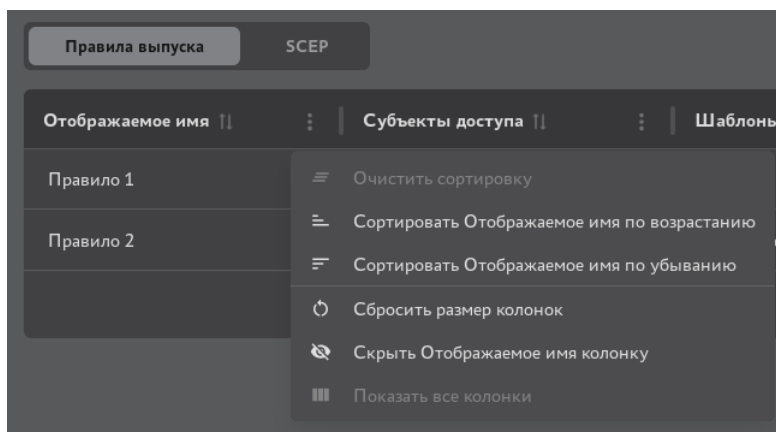 Правила выпуска SCEP
Отображаемое имя Субъекты доступа Шаблоны
Правило 1
Очистить сортировку
Сортировать Отображаемое имя по возрастанию
Правило 2
Сортировать Отображаемое имя по убыванию
Сбросить размер колонок
Скрыть Отображаемое имя колонку
Показать все колонки